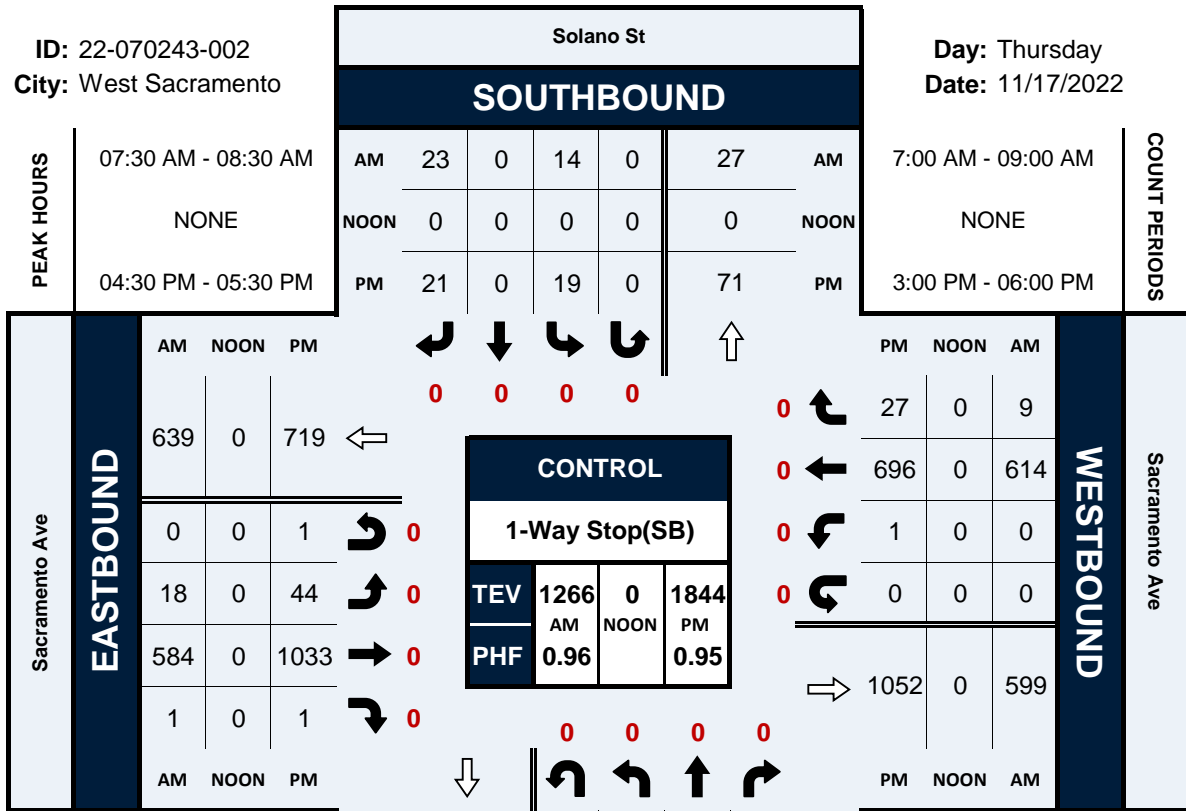 Solano St
ID: 22-070243-002
City: West Sacramento
Day: Thursday
Date: 11/17/2022
SOUTHBOUND
PEAK HOURS
07:30 AM - 08:30 AM
NONE
04:30 PM - 05:30 PM
AM 23 0 14 0 27 AM
NOON 0 0 0 0 0 NOON
PM 21 0 19 0 71 PM
7:00 AM - 09:00 AM
NONE
3:00 PM - 06:00 PM
COUNT PERIODS
0 0 0 0
Sacramento Ave
EASTBOUND
AM NOON PM
639 0 719
0 0 1 0
18 0 44 0
584 0 1033 0
1 0 1 0
AM NOON PM
CONTROL
1-Way Stop(SB)
TEV 1266 0 1844
AM NOON PM
PHF 0.96 0.95
PM NOON AM
0 27 0 9
0 696 0 614
0 1 0 0
0 0 0 0
1052 0 599
PM NOON AM
WESTBOUND
Sacramento Ave
0 0 0 0